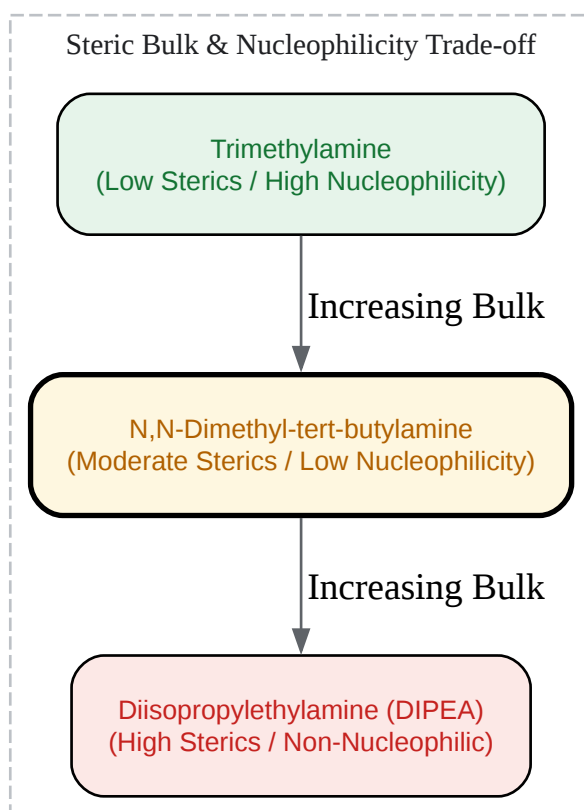 Steric Bulk & Nucleophilicity Trade-off
Trimethylamine
(Low Sterics / High Nucleophilicity)
Increasing Bulk
N,N-Dimethyl-tert-butylamine
(Moderate Sterics / Low Nucleophilicity)
Increasing Bulk
Diisopropylethylamine (DIPEA)
(High Sterics / Non-Nucleophilic)